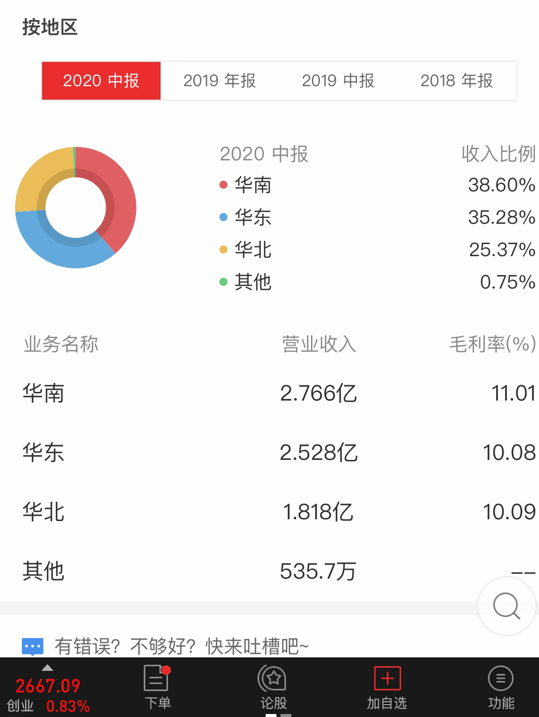 按地区
2020 中报 2019 年报 2019 中报 2018 年报
2020 中报 收入比例
华南 38.60%
华东 35.28%
华北 25.37%
其他 0.75%
业务名称 营业收入 毛利率(%)
华南 2.766亿 11.01
华东 2.528亿 10.08
华北 1.818亿 10.09
其他 535.7万 --
有错误？不够好？快来吐槽吧~
2667.09
创业 0.83%
下单 论股 加自选 功能